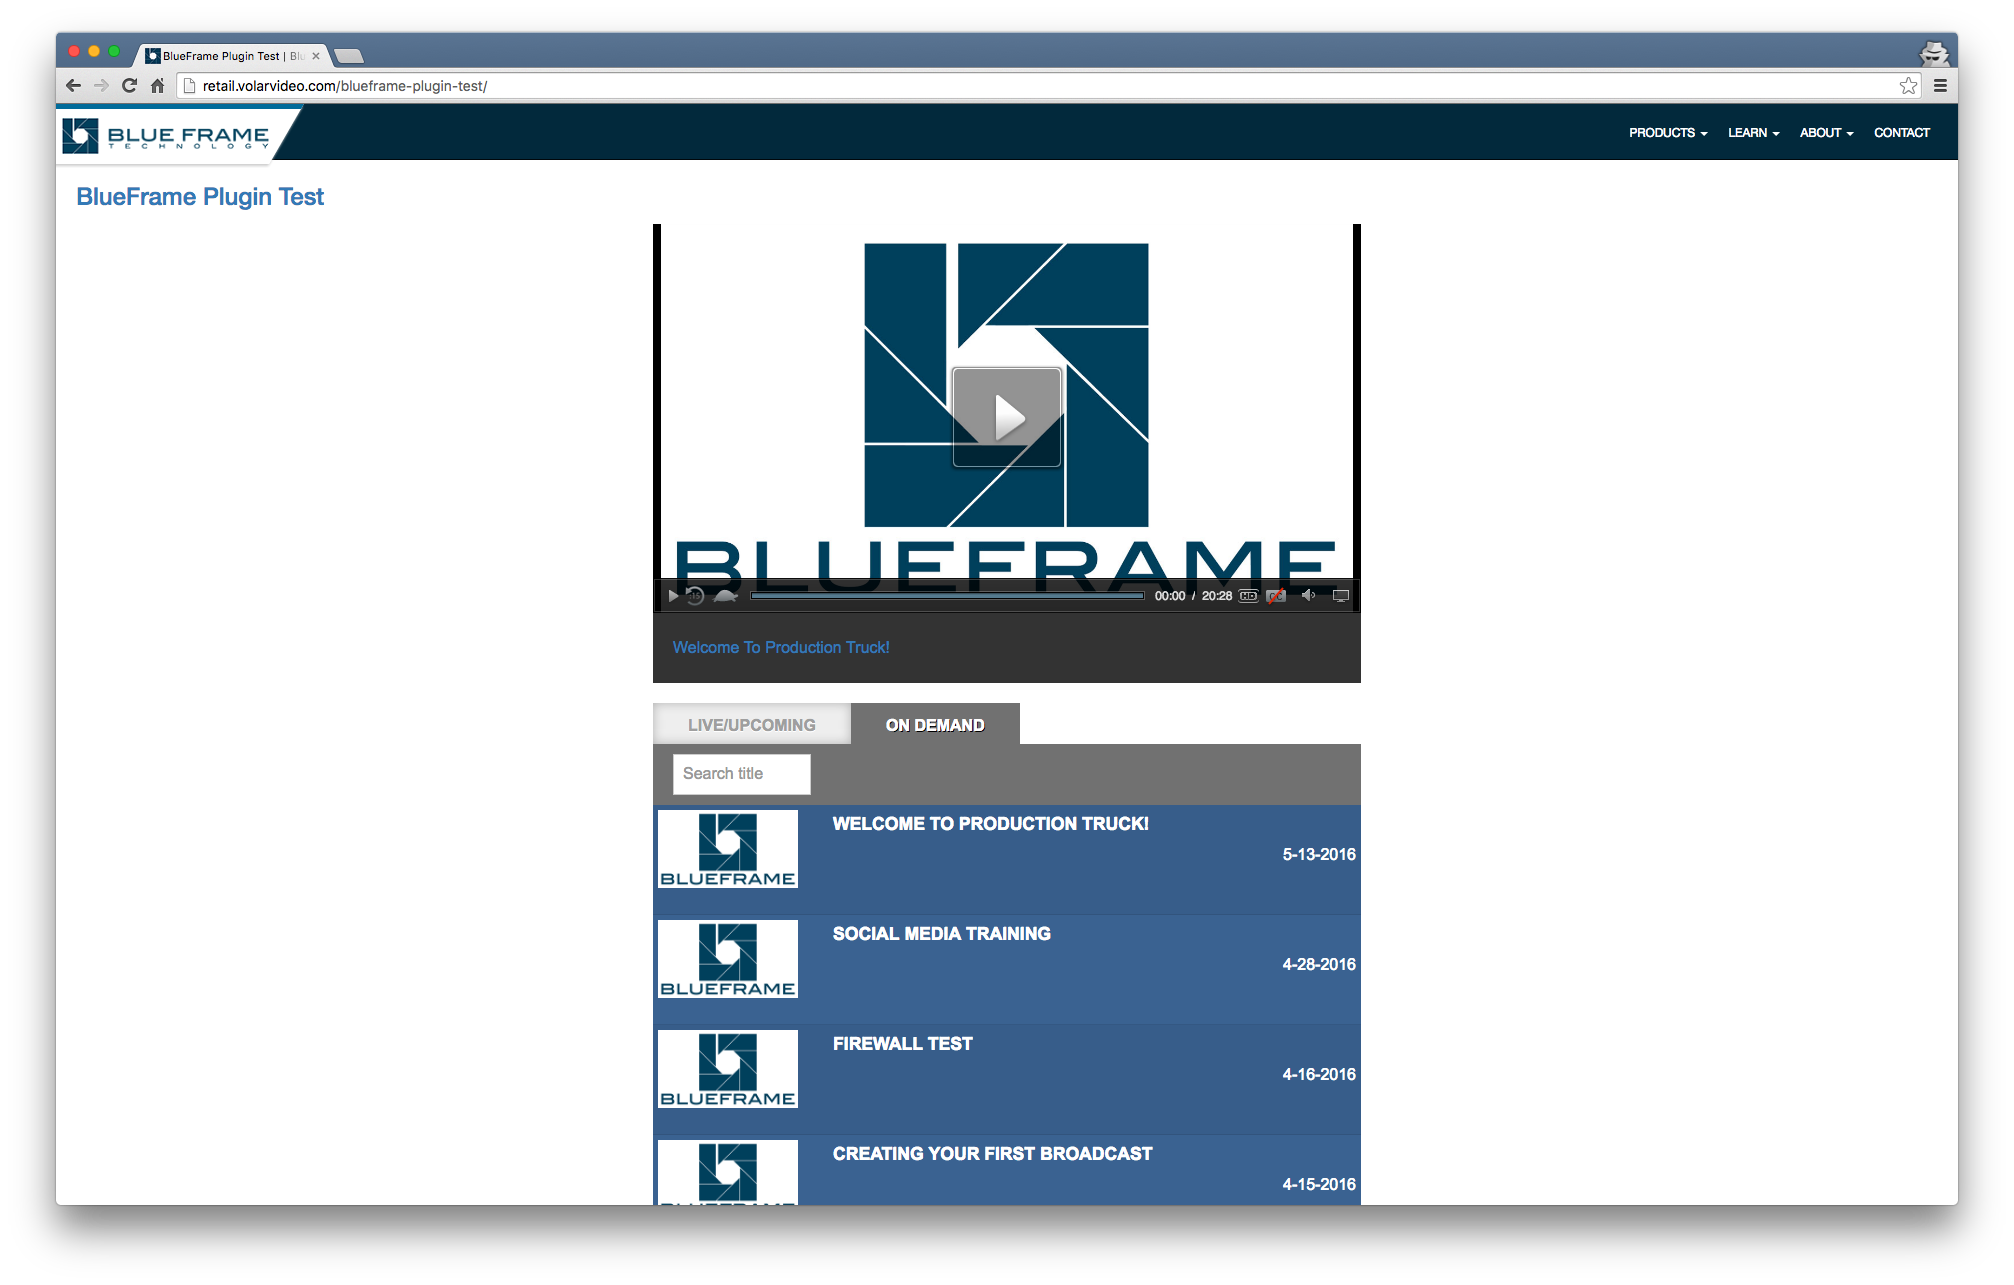 BlueFrame Plugin Test | Blu
retail.volarvideo.com/blueframe-plugin-test/
BLUE FRAME
TECHNOLOGY
PRODUCTS
LEARN
ABOUT
CONTACT
BlueFrame Plugin Test
BLUEFRAME
15
00:00 / 20:28
HD
CC
Welcome To Production Truck!
LIVE/UPCOMING
ON DEMAND
Search title
BLUEFRAME
WELCOME TO PRODUCTION TRUCK!
5-13-2016
BLUEFRAME
SOCIAL MEDIA TRAINING
4-28-2016
BLUEFRAME
FIREWALL TEST
4-16-2016
CREATING YOUR FIRST BROADCAST
4-15-2016